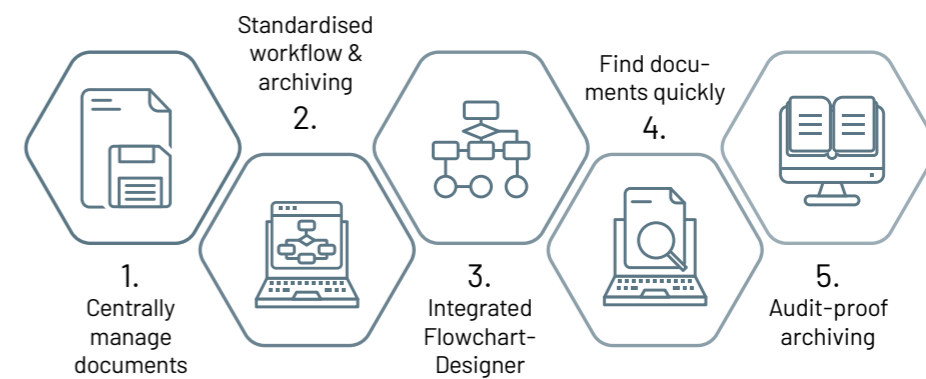 1.
Centrally
manage
documents
Standardised
workflow &
archiving
2.
3.
Integrated
Flowchart-
Designer
Find docu-
ments quickly
4.
5.
Audit-proof
archiving